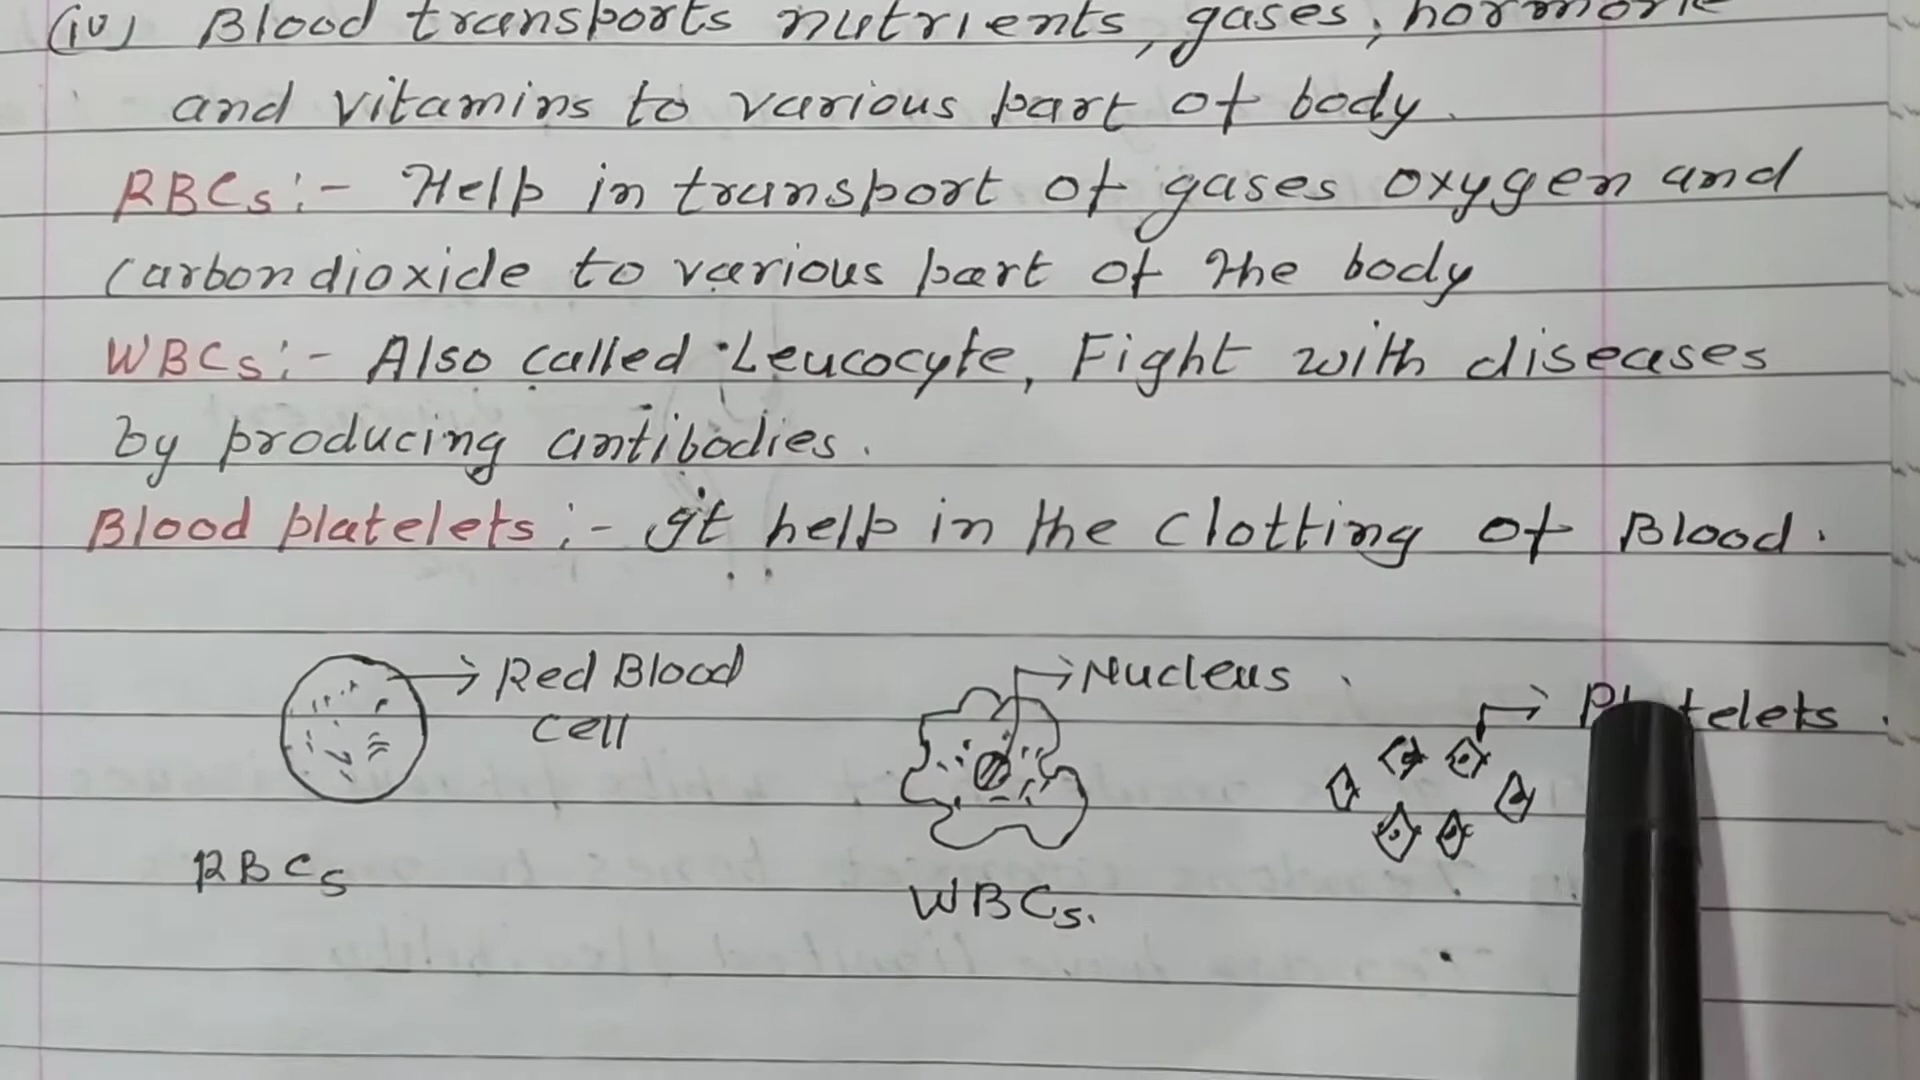 (iv) Blood transports nutrients, gases, hormone
and vitamins to various part of body.
RBCs:- Help in transport of gases oxygen and
carbondioxide to various part of the body
WBCs:- Also called Leucocyte, Fight with diseases
by producing antibodies.
Blood platelets:- It help in the clotting of Blood.
Red Blood
cell
Nucleus
Platelets
RBCs
WBCs.